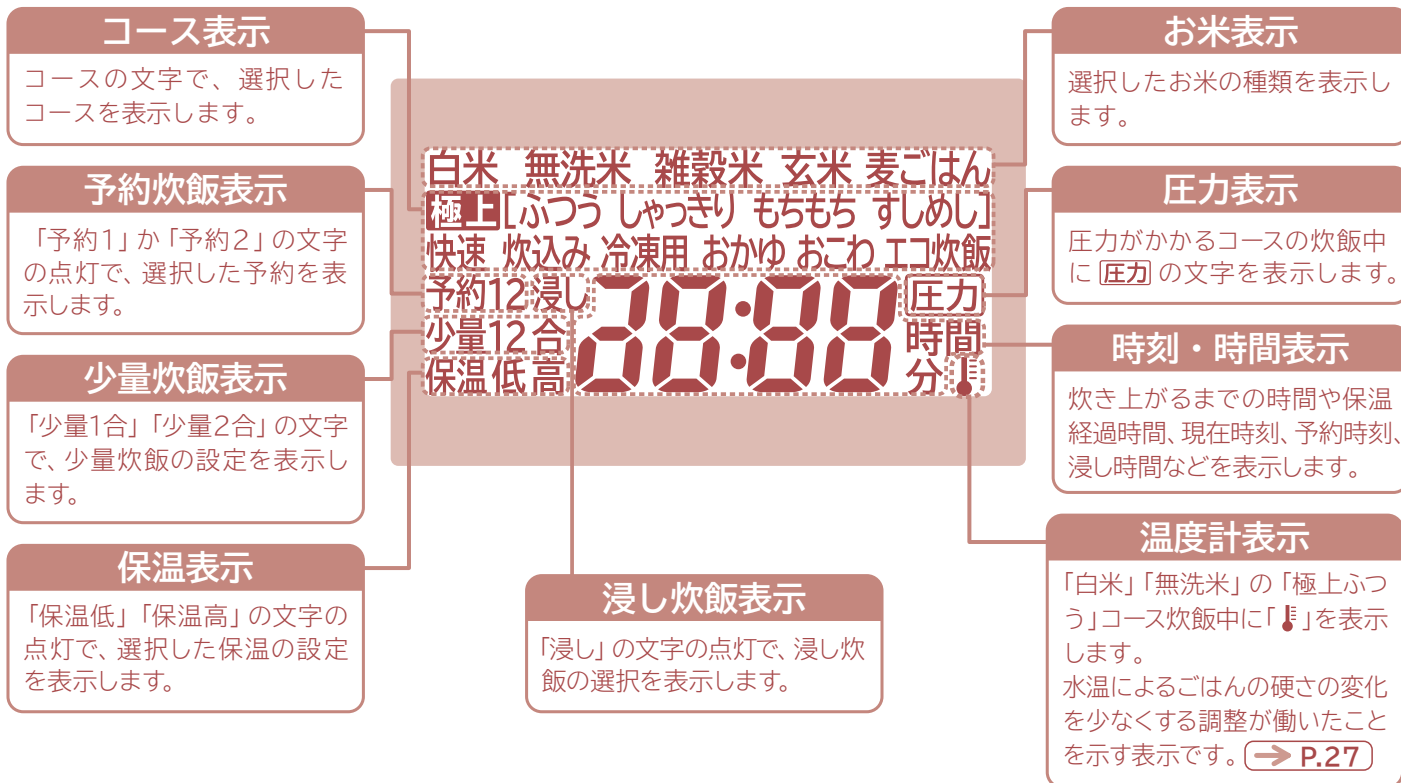 コース表示
コースの文字で、選択した
コースを表示します。
予約炊飯表示
「予約1」か「予約2」の文字
の点灯で、選択した予約を表
示します。
少量炊飯表示
「少量1合」「少量2合」の文字
で、少量炊飯の設定を表示し
ます。
保温表示
「保温低」「保温高」の文字の
点灯で、選択した保温の設定
を表示します。
白米 無洗米 雑穀米 玄米 麦ごはん
極上[ふつう しゃっきり もちもち すしめし]
快速 炊込み 冷凍用 おかゆ おこわ エコ炊飯
予約12 浸し 38:88 圧力
少量12合 時間
保温低高 分
浸し炊飯表示
「浸し」の文字の点灯で、浸し炊
飯の選択を表示します。
お米表示
選択したお米の種類を表示し
ます。
圧力表示
圧力がかかるコースの炊飯中
に 圧力 の文字を表示します。
時刻・時間表示
炊き上がるまでの時間や保温
経過時間、現在時刻、予約時刻、
浸し時間などを表示します。
温度計表示
「白米」「無洗米」の「極上ふつ
う」コース炊飯中に「」を表示
します。
水温によるごはんの硬さの変化
を少なくする調整が働いたこと
を示す表示です。 → P.27